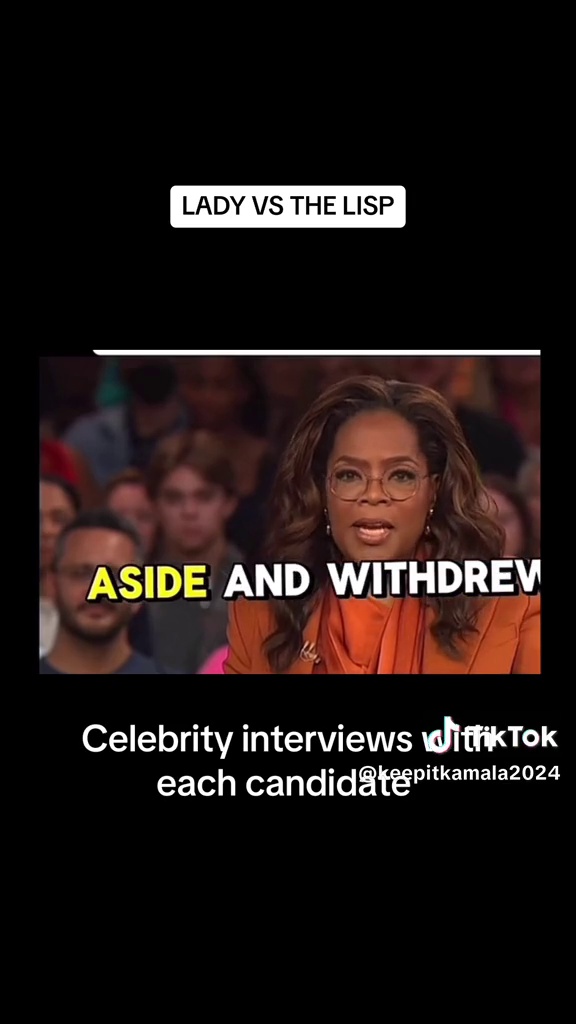 LADY VS THE LISP
ASIDE AND WITHDREW
Celebrity interviews with
TikTok
each candidate
@keepitkamala2024